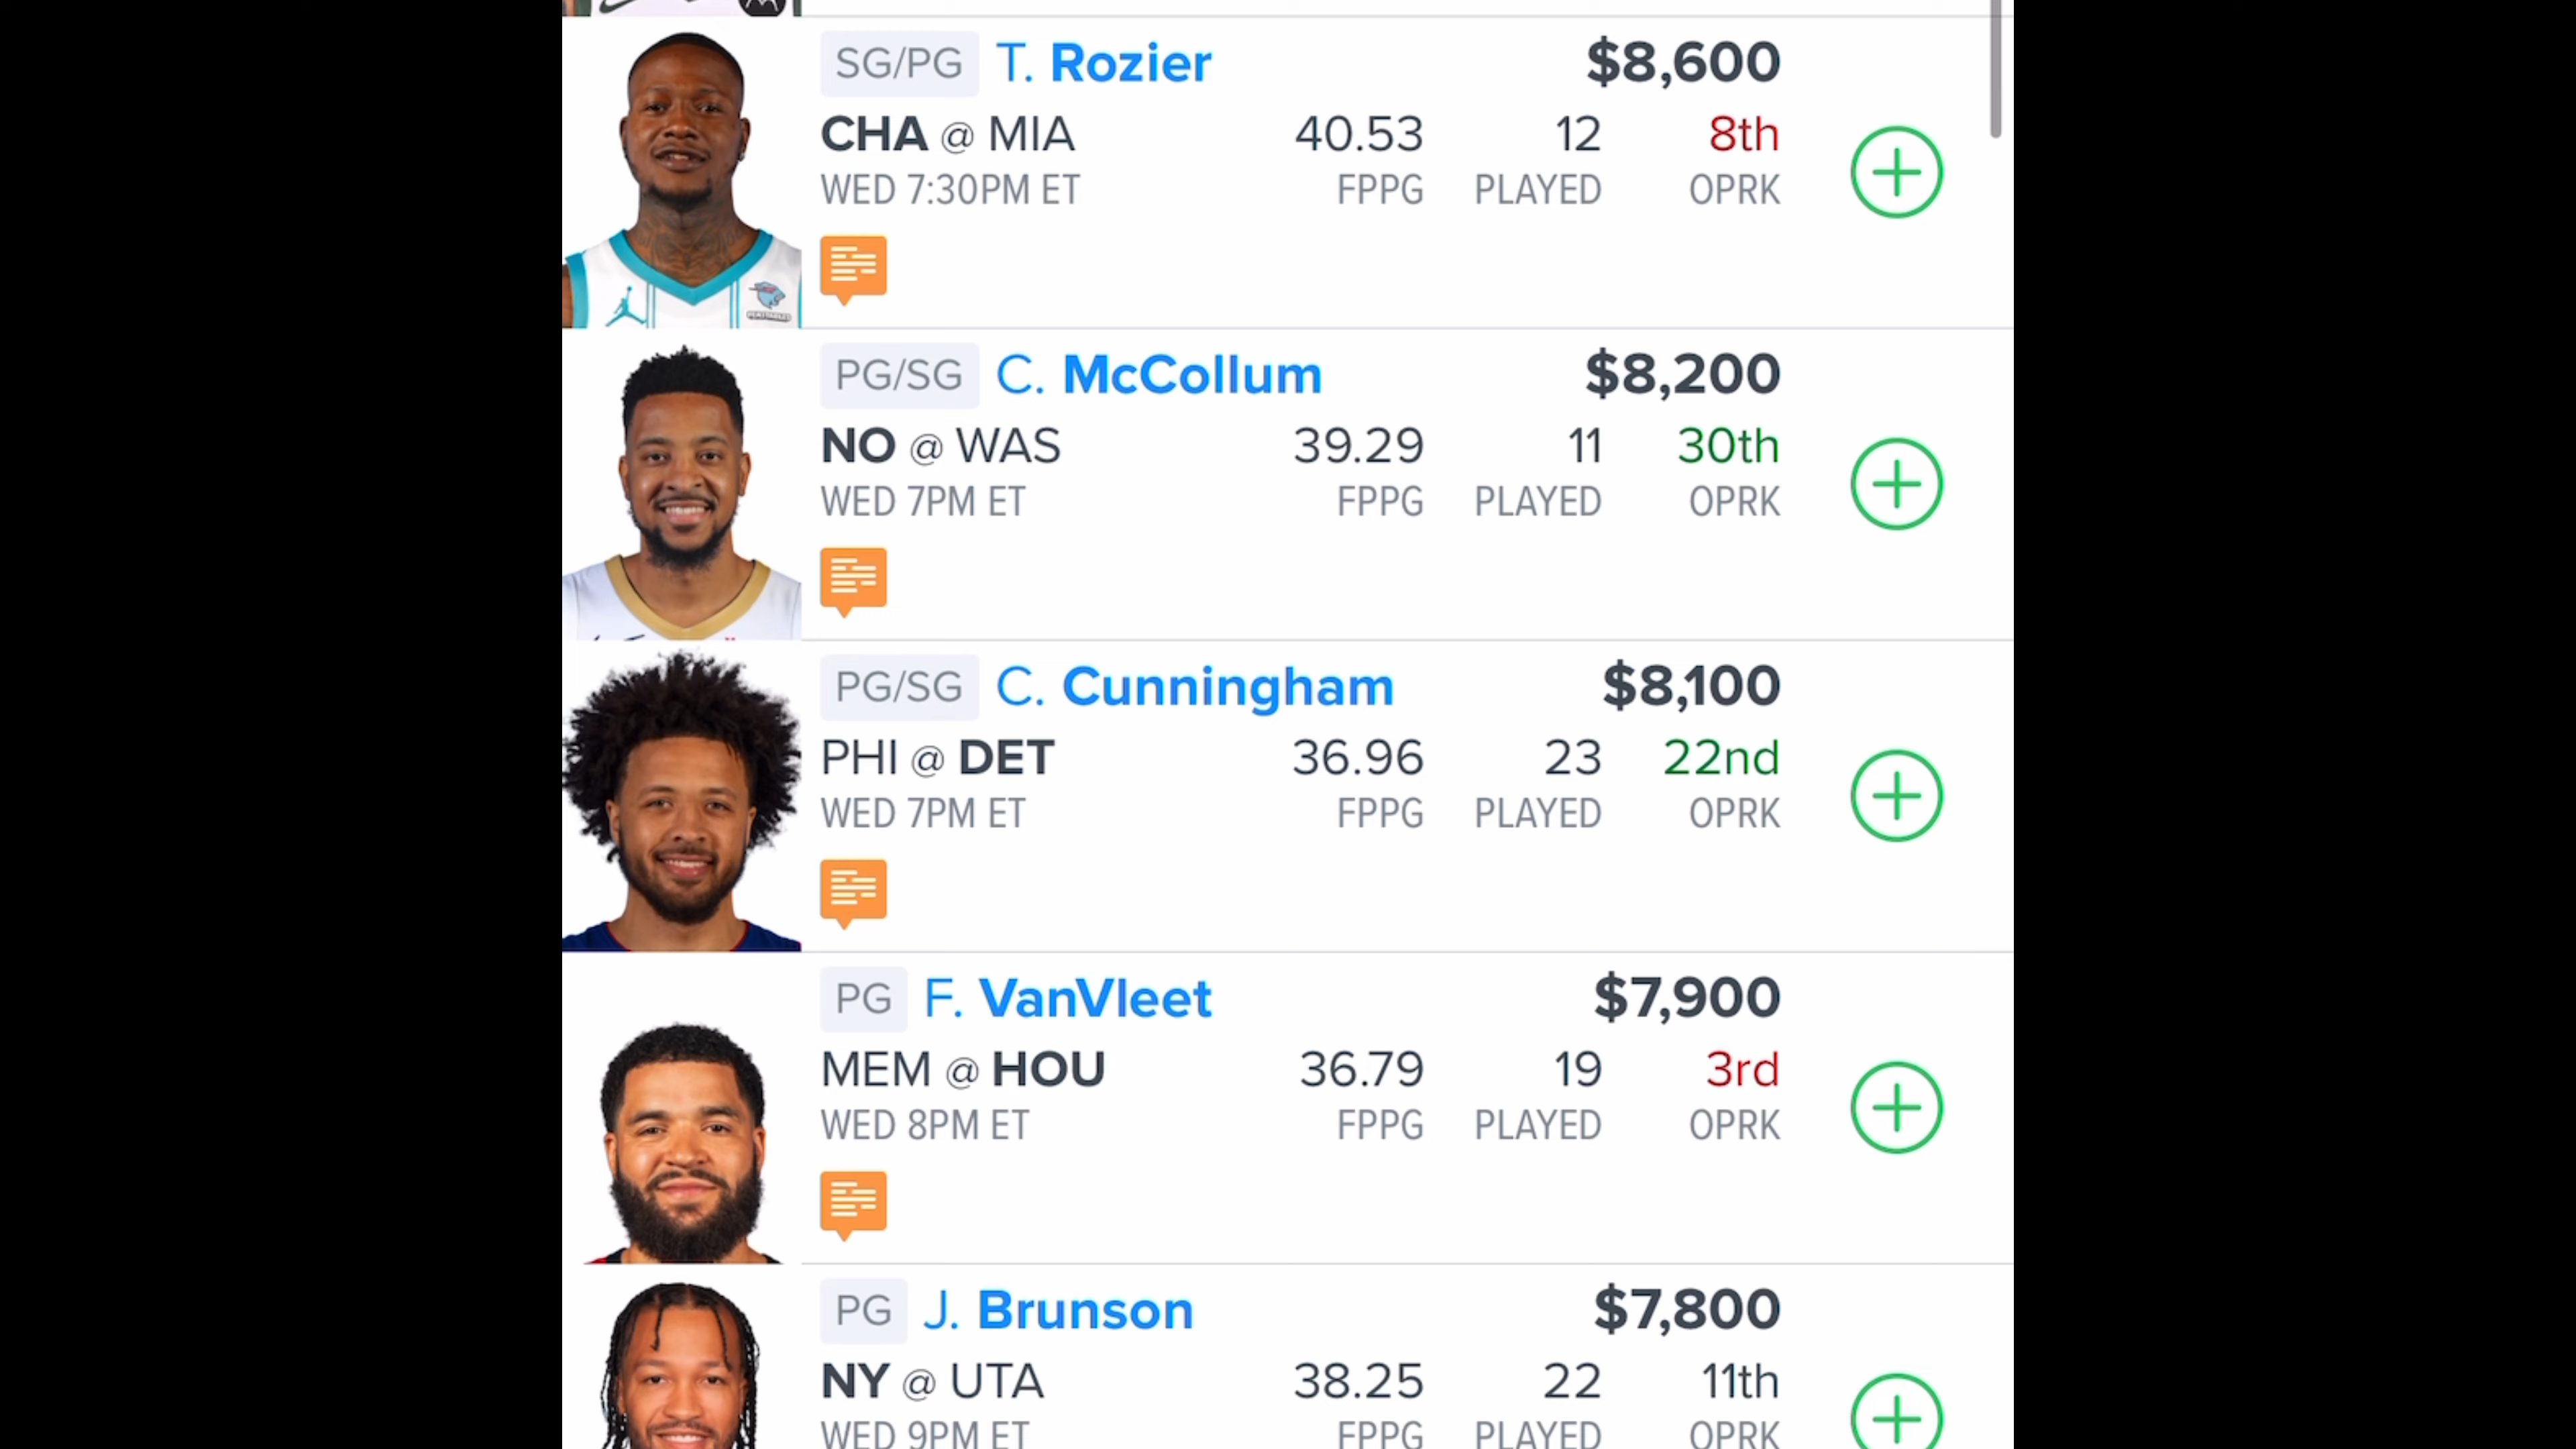 SG/PG T. Rozier $8,600
CHA @ MIA 40.53 12 8th
WED 7:30PM ET FPPG PLAYED OPRK
PG/SG C. McCollum $8,200
NO @ WAS 39.29 11 30th
WED 7PM ET FPPG PLAYED OPRK
PG/SG C. Cunningham $8,100
PHI @ DET 36.96 23 22nd
WED 7PM ET FPPG PLAYED OPRK
PG F. VanVleet $7,900
MEM @ HOU 36.79 19 3rd
WED 8PM ET FPPG PLAYED OPRK
PG J. Brunson $7,800
NY @ UTA 38.25 22 11th
WED 9PM ET FPPG PLAYED OPRK